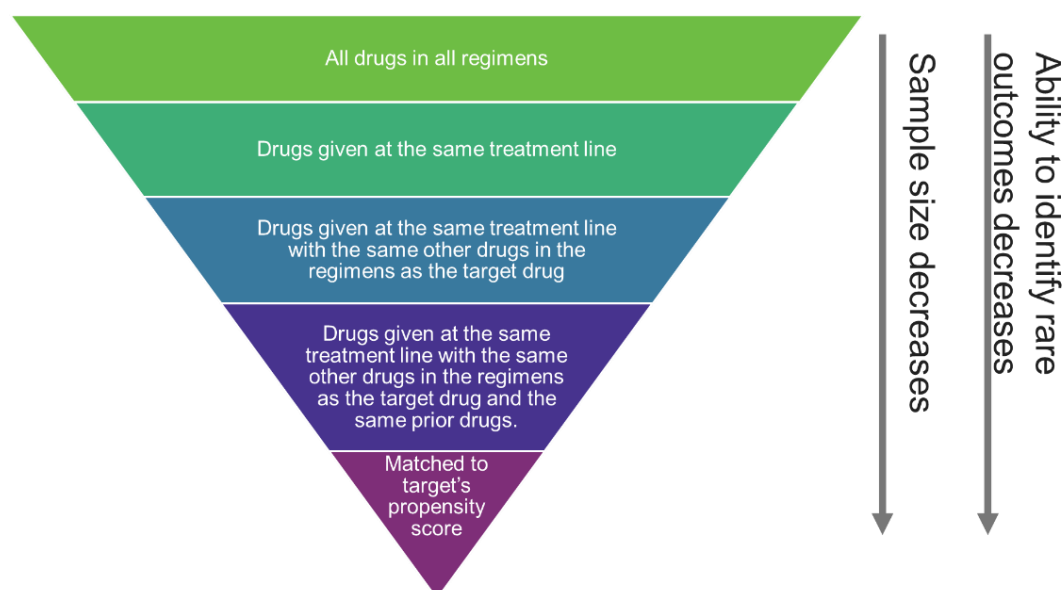 All drugs in all regimens
Drugs given at the same treatment line
Drugs given at the same treatment line
with the same other drugs in the
regimens as the target drug
Drugs given at the same
treatment line with the same
other drugs in the regimens
as the target drug and the
same prior drugs.
Matched to
target’s
propensity
score
Sample size decreases
Ability to identify rare
outcomes decreases